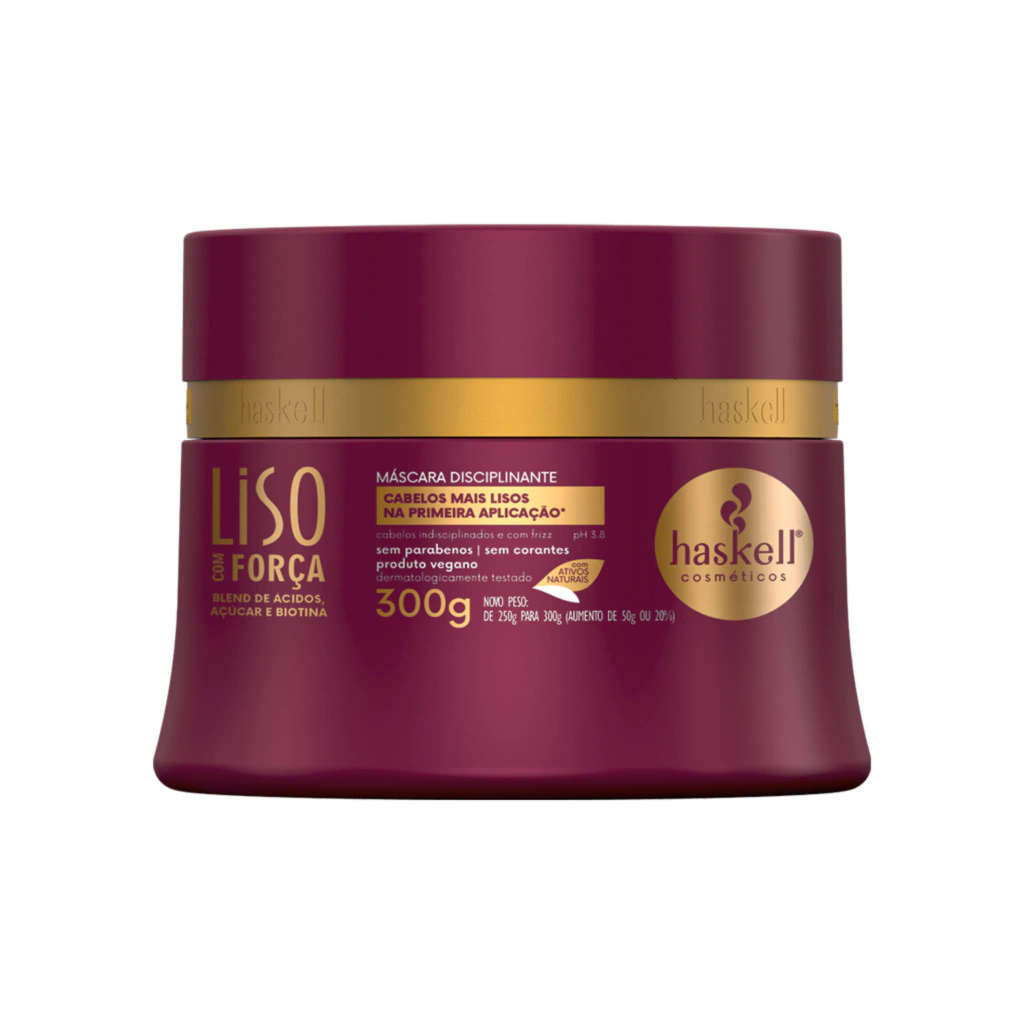 haskell
haskell
haskell
LiSO
COM FORÇA
BLEND DE ÁCIDOS,
AÇÚCAR E BIOTINA
MÁSCARA DISCIPLINANTE
CABELOS MAIS LISOS
NA PRIMEIRA APLICAÇÃO*
cabelos indisciplinados e com frizz pH 3.8
sem parabenos | sem corantes
produto vegano
dermatologicamente testado
com
ATIVOS
NATURAIS
300g
NOVO PESO:
DE 250g PARA 300g (AUMENTO DE 50g OU 20%)
haskell®
cosméticos